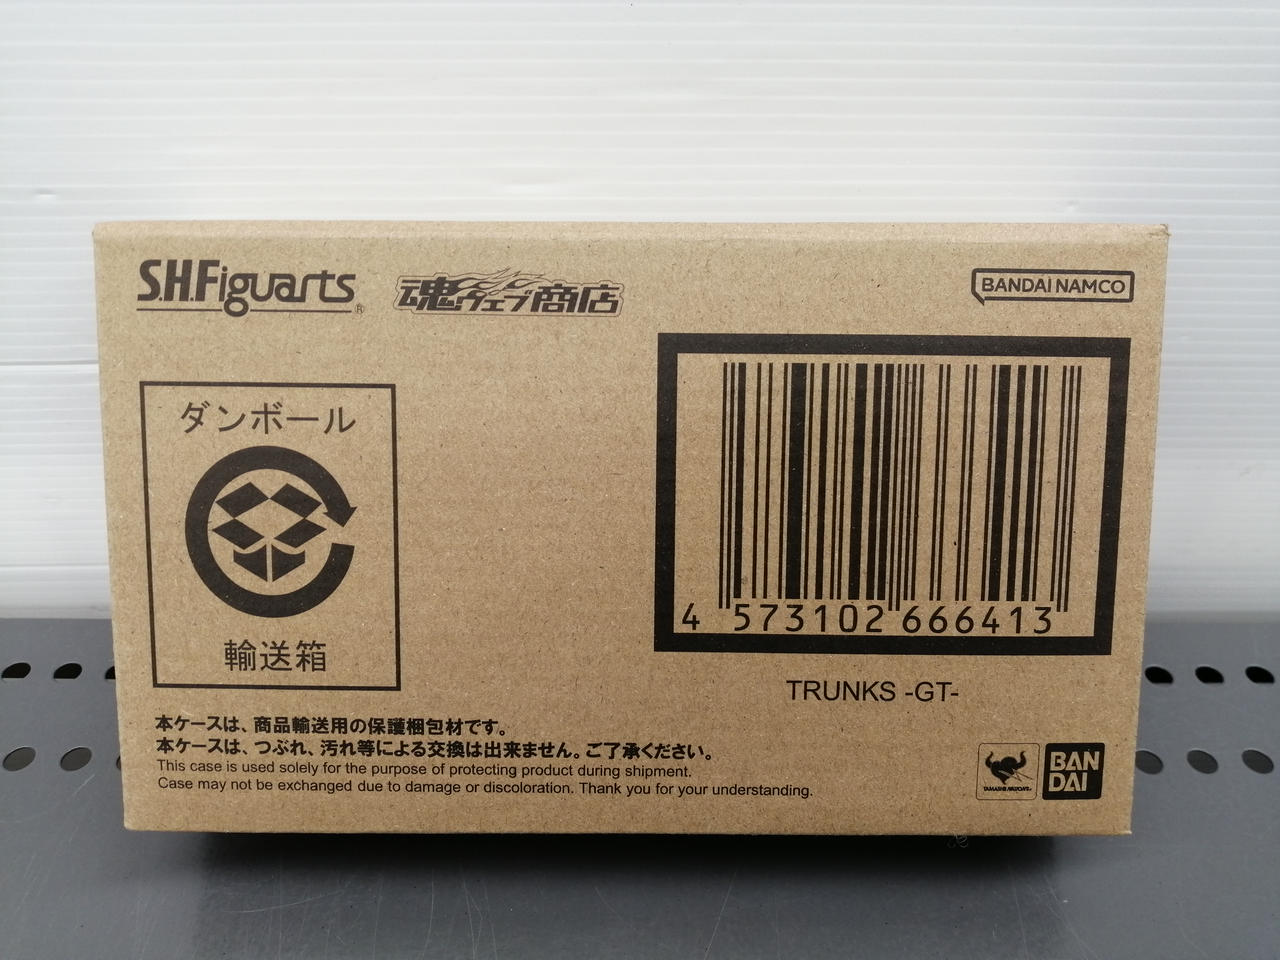 S.H.Figuarts®
魂ウェブ商店
BANDAI NAMCO
ダンボール
輸送箱
4 573102 666413
TRUNKS -GT-
本ケースは、商品輸送用の保護梱包材です。
本ケースは、つぶれ、汚れ等による交換は出来ません。ご了承ください。
This case is used solely for the purpose of protecting product during shipment.
Case may not be exchanged due to damage or discoloration. Thank you for your understanding.
TAMASHII NATIONS
BAN
DAI